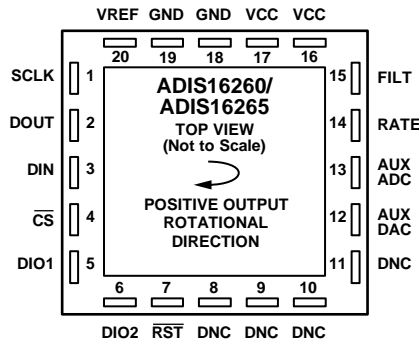 VREF GND GND VCC VCC
20 19 18 17 16
SCLK 1
DOUT 2
DIN 3
C̅S̅ 4
DIO1 5
ADIS16260/
ADIS16265
TOP VIEW
(Not to Scale)
POSITIVE OUTPUT
ROTATIONAL
DIRECTION
15 FILT
14 RATE
13 AUX
ADC
12 AUX
DAC
11 DNC
6 7 8 9 10
DIO2 R̅S̅T̅ DNC DNC DNC